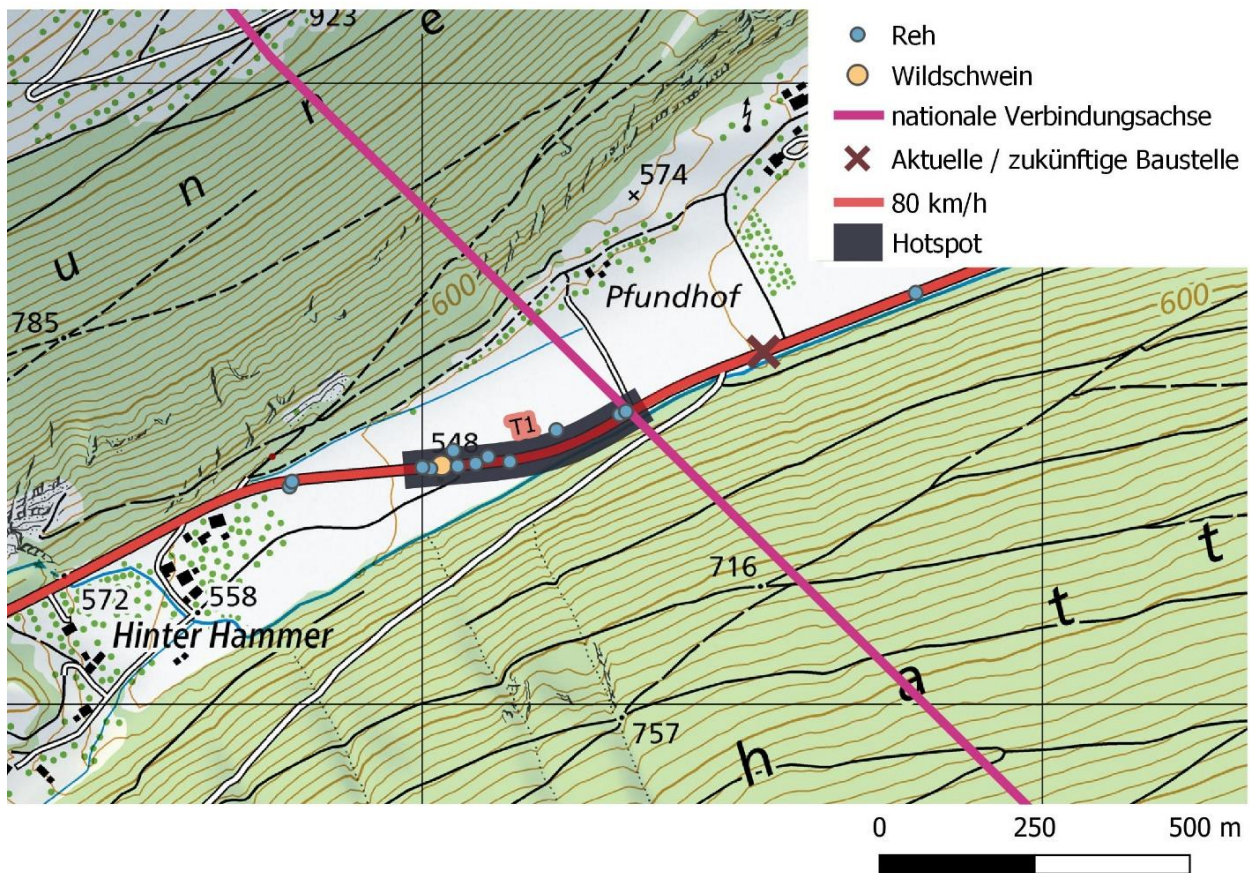 923
e
r
n
u
785
600
574
Pfundhof
T1
548
600
572
558
Hinter Hammer
716
757
h
a
t
t
Reh
Wildschwein
nationale Verbindungsachse
Aktuelle / zukünftige Baustelle
80 km/h
Hotspot
0 250 500 m